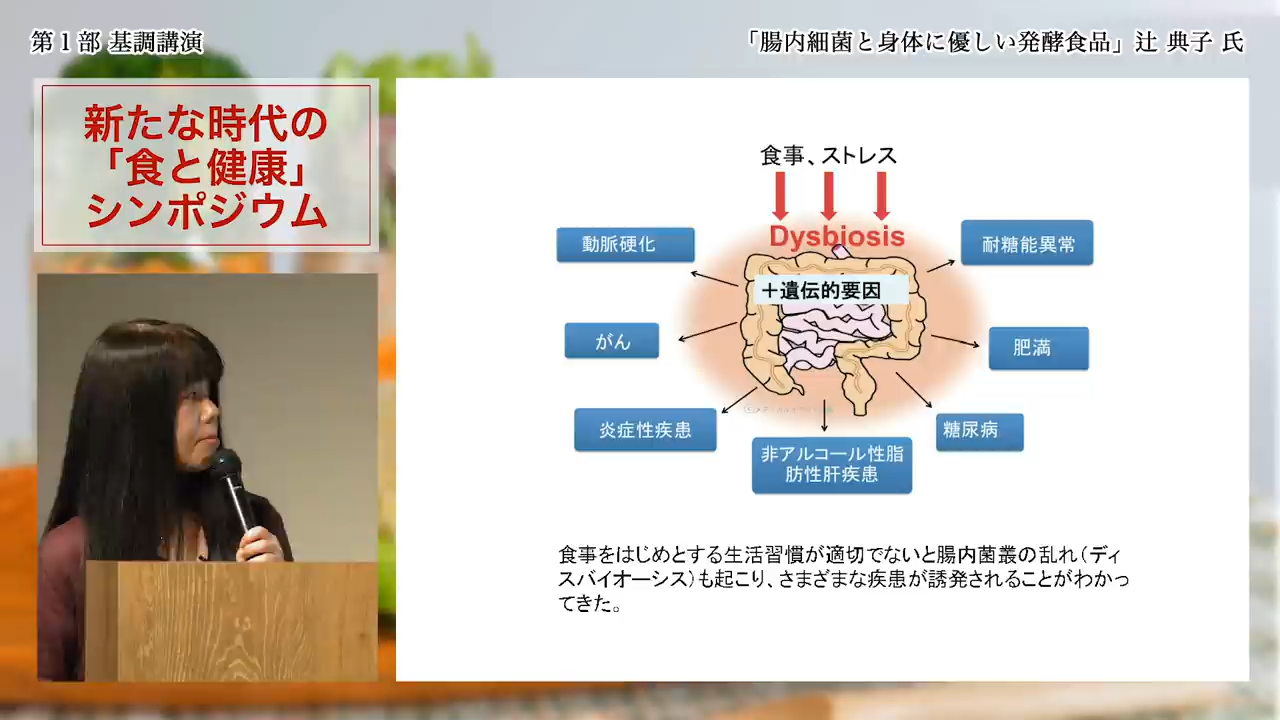 第1部 基調講演
「腸内細菌と身体に優しい発酵食品」辻 典子 氏
新たな時代の
「食と健康」
シンポジウム
食事、ストレス
Dysbiosis
+遺伝的要因
動脈硬化
がん
炎症性疾患
非アルコール性脂
肪性肝疾患
糖尿病
肥満
耐糖能異常
食事をはじめとする生活習慣が適切でないと腸内菌叢の乱れ(ディ
スバイオーシス)も起こり、さまざまな疾患が誘発されることがわかっ
てきた。